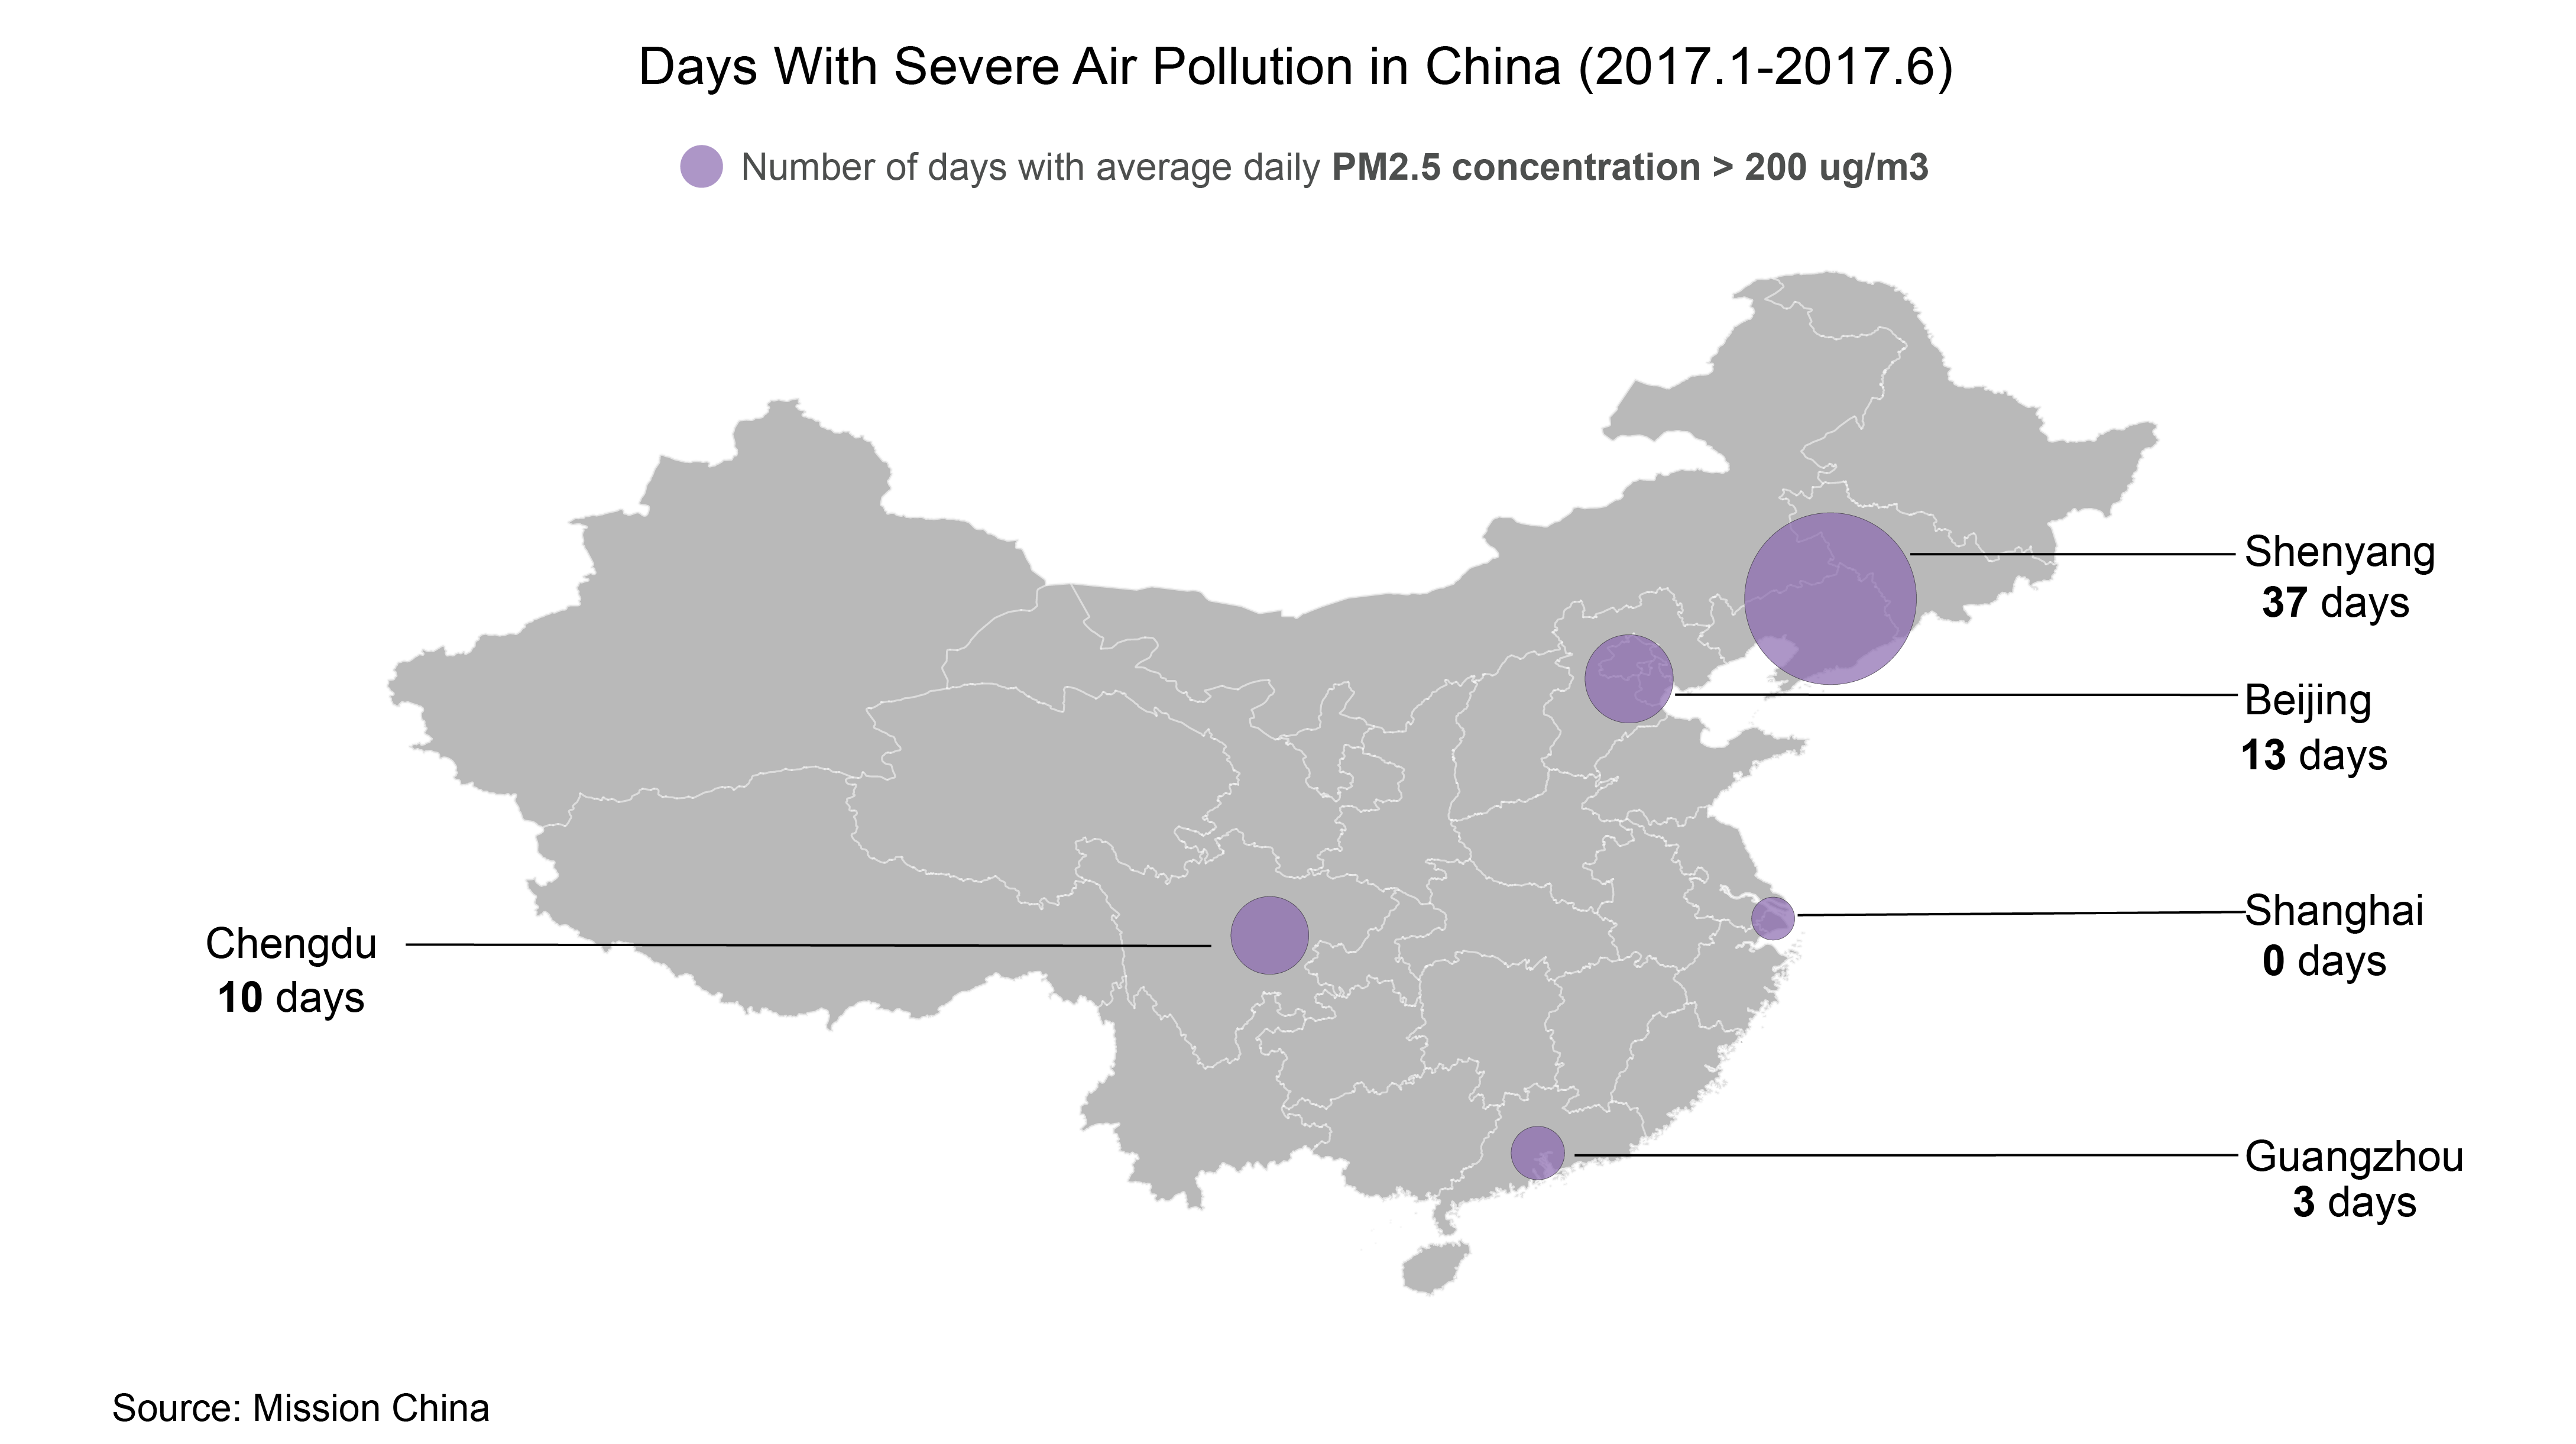 Days With Severe Air Pollution in China (2017.1-2017.6)
Number of days with average daily PM2.5 concentration > 200 ug/m3
Shenyang
37 days
Beijing
13 days
Shanghai
0 days
Chengdu
10 days
Guangzhou
3 days
Source: Mission China